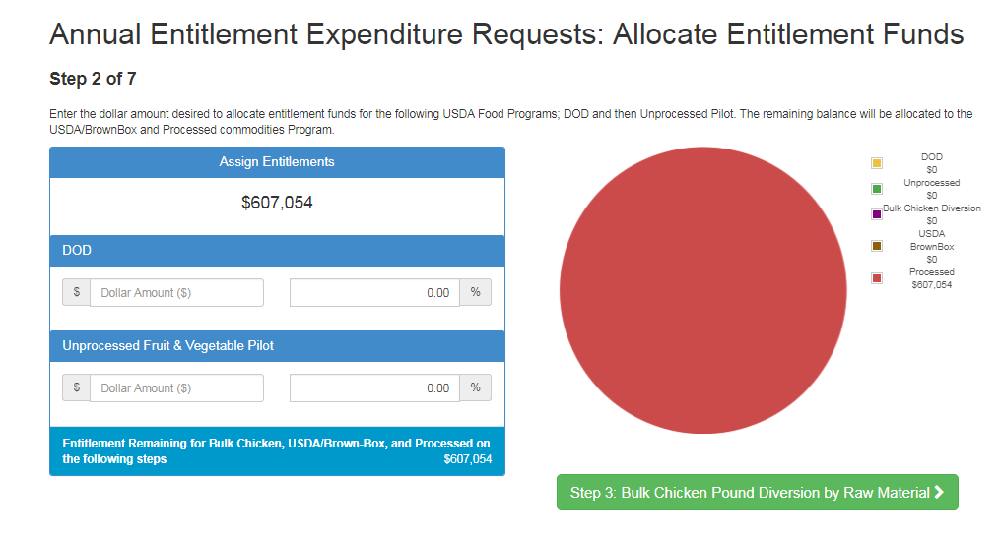 Annual Entitlement Expenditure Requests: Allocate Entitlement Funds
Step 2 of 7
Enter the dollar amount desired to allocate entitlement funds for the following USDA Food Programs; DOD and then Unprocessed Pilot. The remaining balance will be allocated to the
USDA/BrownBox and Processed commodities Program.
Assign Entitlements
$607,054
DOD
$ Dollar Amount ($) 0.00 %
Unprocessed Fruit & Vegetable Pilot
$ Dollar Amount ($) 0.00 %
Entitlement Remaining for Bulk Chicken, USDA/Brown-Box, and Processed on
the following steps $607,054
DOD
$0
Unprocessed
$0
Bulk Chicken Diversion
$0
USDA
BrownBox
$0
Processed
$607,054
Step 3: Bulk Chicken Pound Diversion by Raw Material